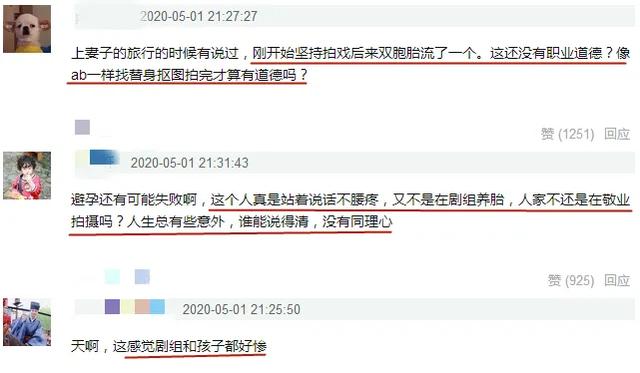 2020-05-01 21:27:27
上妻子的旅行的时候有说过，刚开始坚持拍戏后来双胞胎流了一个。这还没有职业道德？像
ab一样找替身抠图拍完才算有道德吗？
赞 (1251) 回应
2020-05-01 21:31:43
避孕还有可能失败啊，这个人真是站着说话不腰疼，又不是在剧组养胎，人家不还是在敬业
拍摄吗？人生总有些意外，谁能说得清，没有同理心
赞 (925) 回应
2020-05-01 21:25:50
天啊，这感觉剧组和孩子都好惨